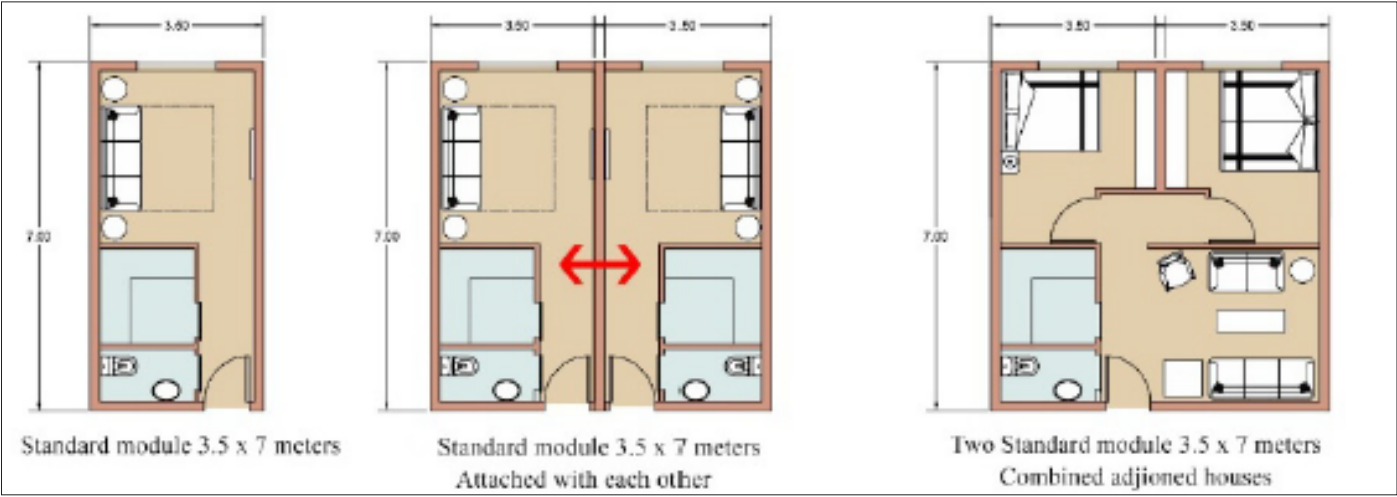 3.50
7.00
Standard module 3.5 x 7 meters
3.50 3.50
7.00
Standard module 3.5 x 7 meters
Attached with each other
3.50 3.50
7.00
Two Standard module 3.5 x 7 meters
Combined adjioned houses